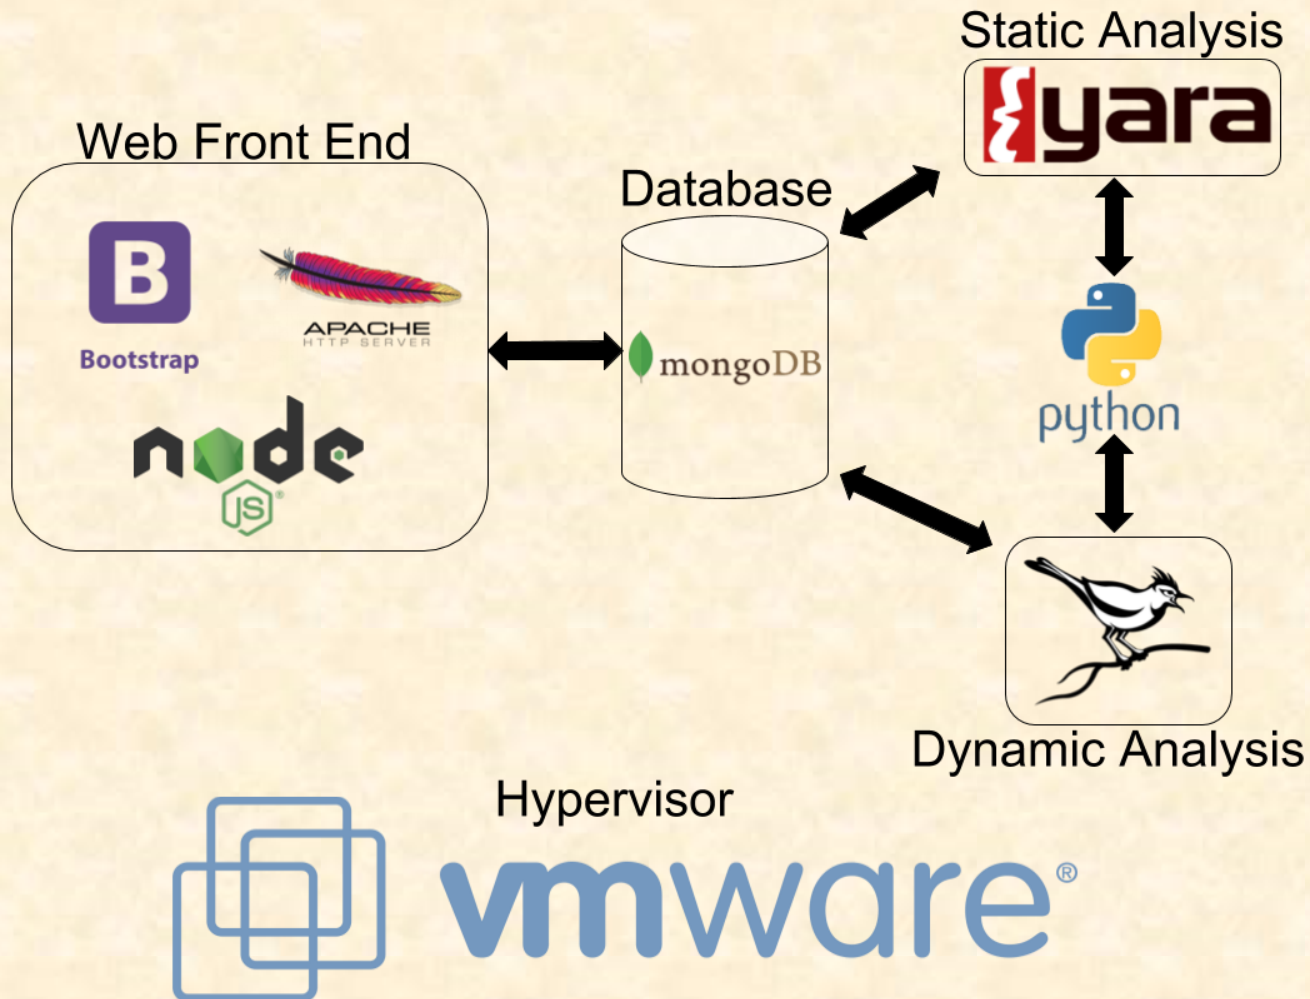 Static Analysis
yara
Web Front End
Database
B
APACHE
HTTP SERVER
Bootstrap
mongoDB
python
node
JS®
Dynamic Analysis
Hypervisor
vmware®